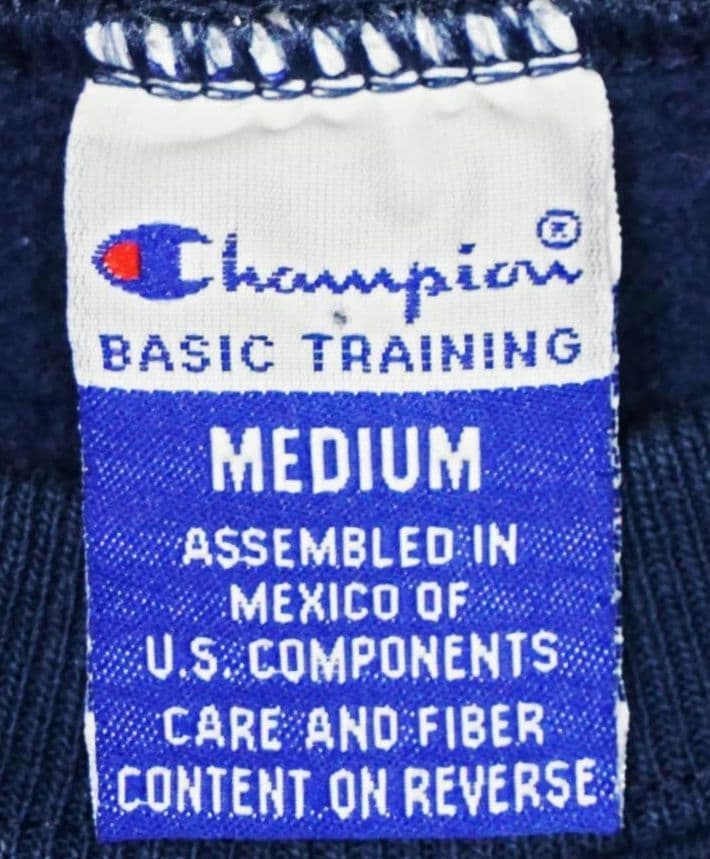 Champion®
BASIC TRAINING
MEDIUM
ASSEMBLED IN
MEXICO OF
U.S. COMPONENTS
CARE AND FIBER
CONTENT ON REVERSE